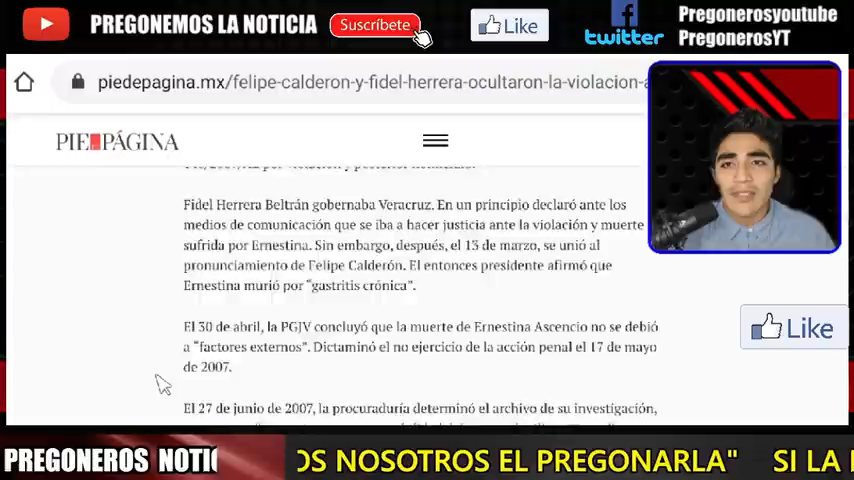 PREGONEMOS LA NOTICIA
Suscríbete
Like
twitter
Pregonerosyoutube
PregonerosYT
piedepagina.mx/felipe-calderon-y-fidel-herrera-ocultaron-la-violacion-a
PIE PÁGINA
Fidel Herrera Beltrán gobernaba Veracruz. En un principio declaró ante los
medios de comunicación que se iba a hacer justicia ante la violación y muerte
sufrida por Ernestina. Sin embargo, después, el 13 de marzo, se unió al
pronunciamiento de Felipe Calderón. El entonces presidente afirmó que
Ernestina murió por “gastritis crónica”.
El 30 de abril, la PGJV concluyó que la muerte de Ernestina Ascencio no se debió
a “factores externos”. Dictaminó el no ejercicio de la acción penal el 17 de mayo
de 2007.
El 27 de junio de 2007, la procuraduría determinó el archivo de su investigación,
Like
PREGONEROS NOTIC
OS NOSOTROS EL PREGONARLA" SI LA